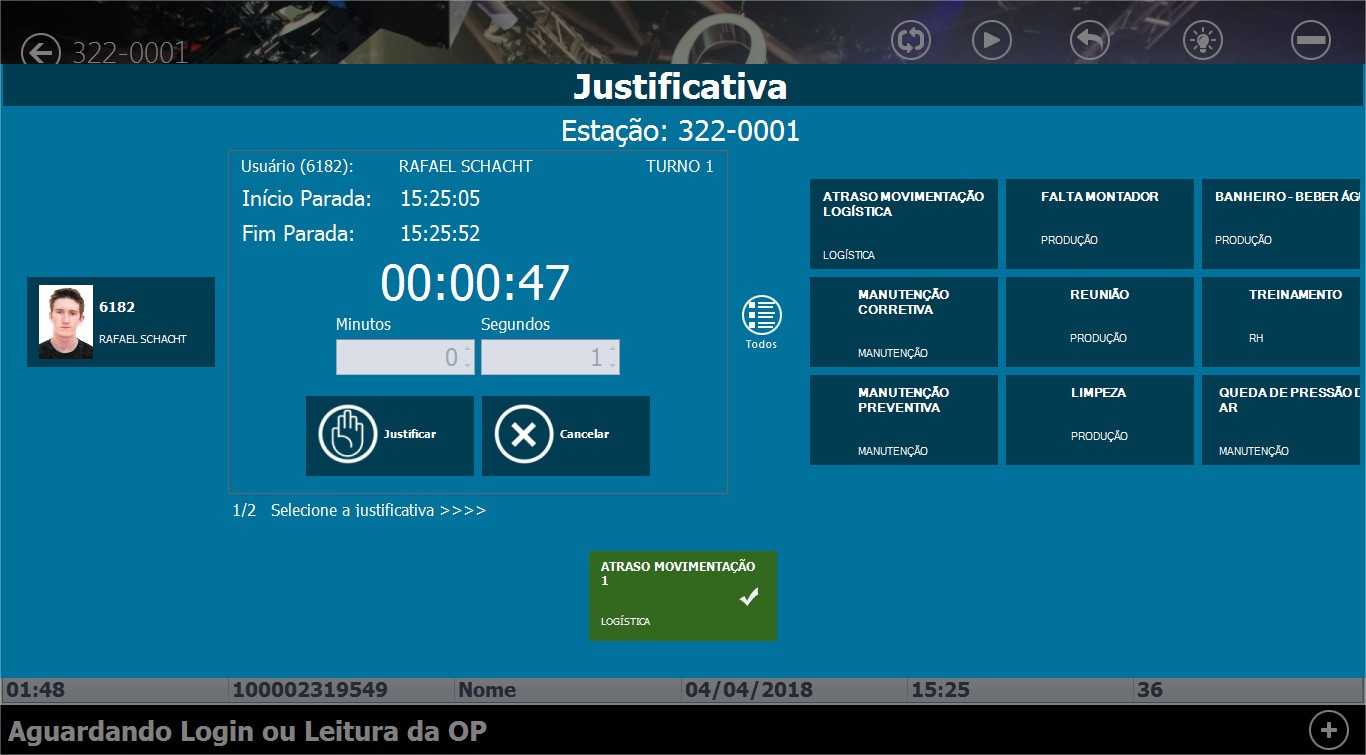 322-0001
Justificativa
Estação: 322-0001
Usuário (6182): RAFAEL SCHACHT TURNO 1
Início Parada: 15:25:05
Fim Parada: 15:25:52
00:00:47
Minutos Segundos
0 1
Justificar Cancelar
1/2 Selecione a justificativa >>>>
6182
RAFAEL SCHACHT
Todos
ATRASO MOVIMENTAÇÃO
LOGÍSTICA
LOGÍSTICA
FALTA MONTADOR
PRODUÇÃO
BANHEIRO - BEBER ÁGU
PRODUÇÃO
MANUTENÇÃO
CORRETIVA
MANUTENÇÃO
REUNIÃO
PRODUÇÃO
TREINAMENTO
RH
MANUTENÇÃO
PREVENTIVA
MANUTENÇÃO
LIMPEZA
PRODUÇÃO
QUEDA DE PRESSÃO D
AR
MANUTENÇÃO
ATRASO MOVIMENTAÇÃO
1
LOGÍSTICA
01:48 100002319549 Nome 04/04/2018 15:25 36
Aguardando Login ou Leitura da OP